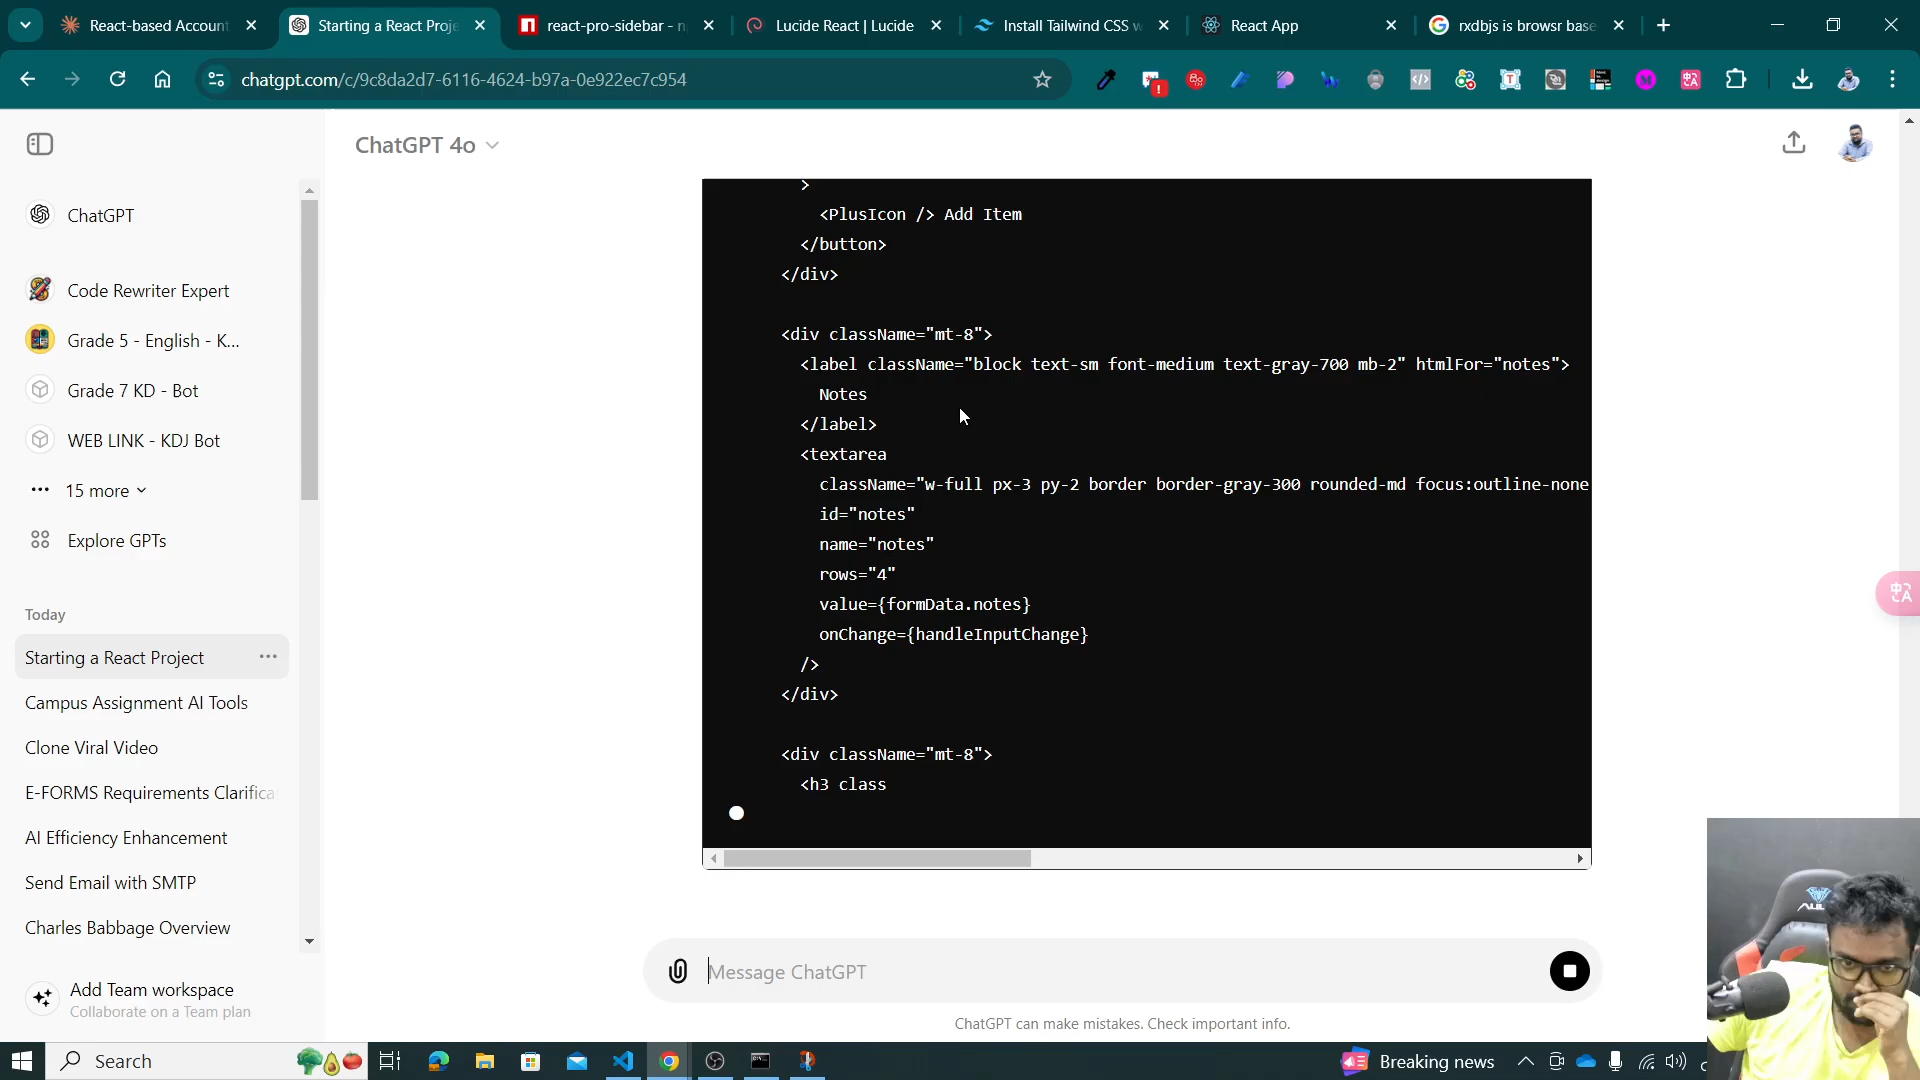 React-based Account
Starting a React Proje
react-pro-sidebar - n
Lucide React | Lucide
Install Tailwind CSS w
React App
rxdbjs is browsr base
chatgpt.com/c/9c8da2d7-6116-4624-b97a-0e922ec7c954
ChatGPT 4o
ChatGPT
Code Rewriter Expert
Grade 5 - English - K...
Grade 7 KD - Bot
WEB LINK - KDJ Bot
15 more
Explore GPTs
Today
Starting a React Project
Campus Assignment AI Tools
Clone Viral Video
E-FORMS Requirements Clarifica
AI Efficiency Enhancement
Send Email with SMTP
Charles Babbage Overview
Add Team workspace
Collaborate on a Team plan
>
<PlusIcon /> Add Item
</button>
</div>
<div className="mt-8">
<label className="block text-sm font-medium text-gray-700 mb-2" htmlFor="notes">
Notes
</label>
<textarea
className="w-full px-3 py-2 border border-gray-300 rounded-md focus:outline-none
id="notes"
name="notes"
rows="4"
value={formData.notes}
onChange={handleInputChange}
/>
</div>
<div className="mt-8">
<h3 class
Message ChatGPT
ChatGPT can make mistakes. Check important info.
Search
Breaking news